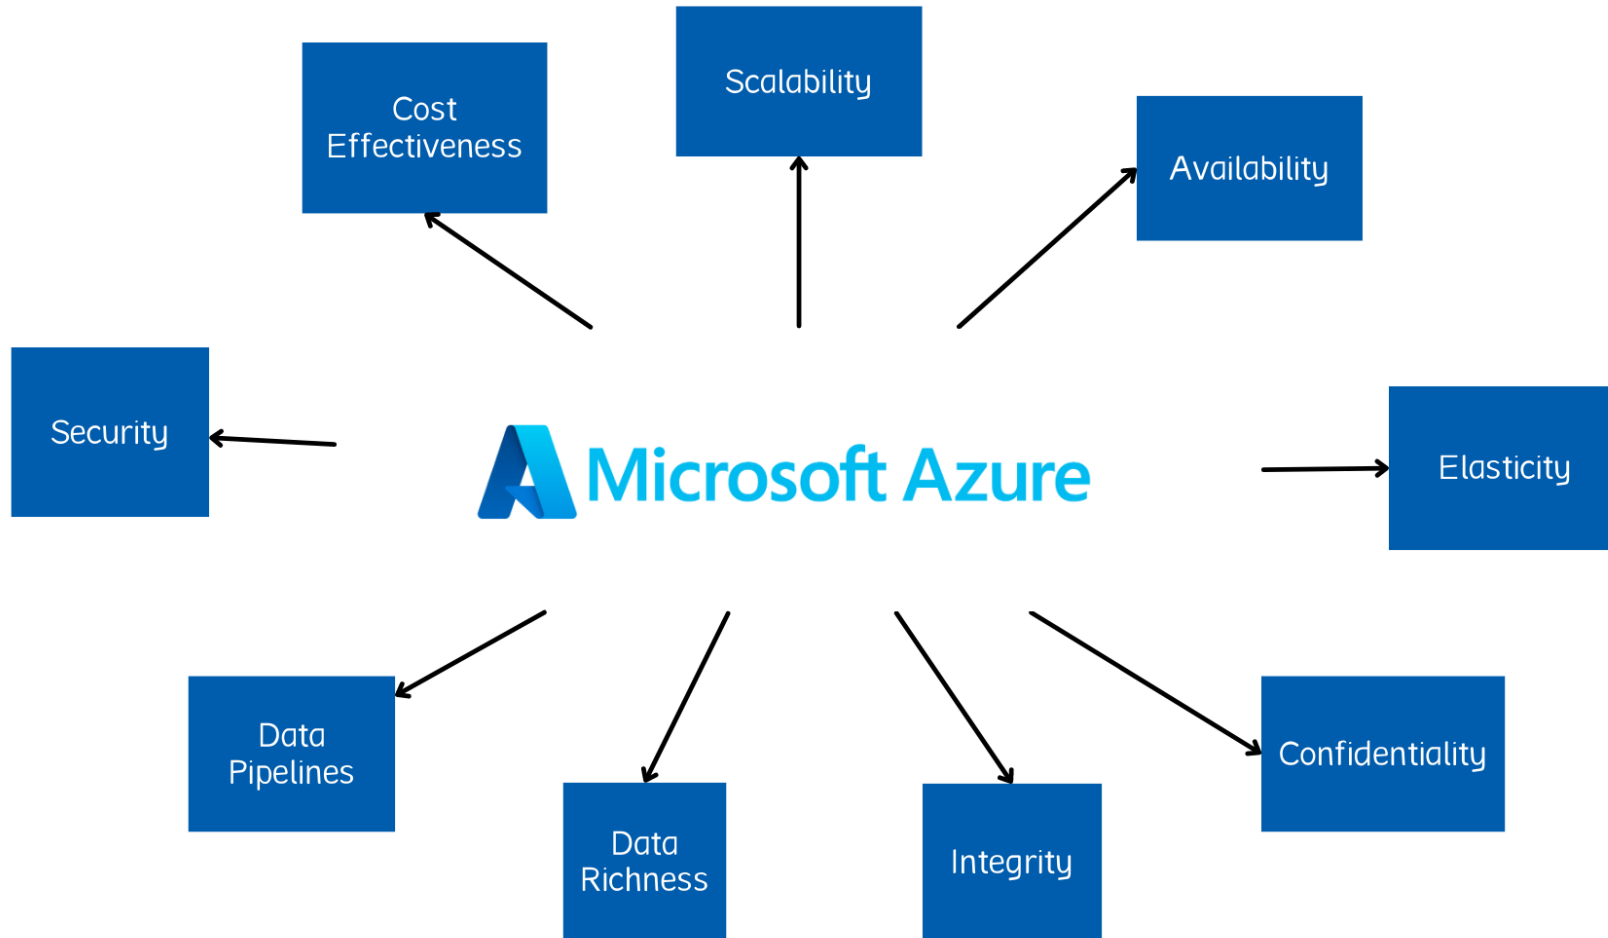 Scalability
Cost
Effectiveness
Availability
Security
Microsoft Azure
Elasticity
Data
Pipelines
Confidentiality
Data
Richness
Integrity